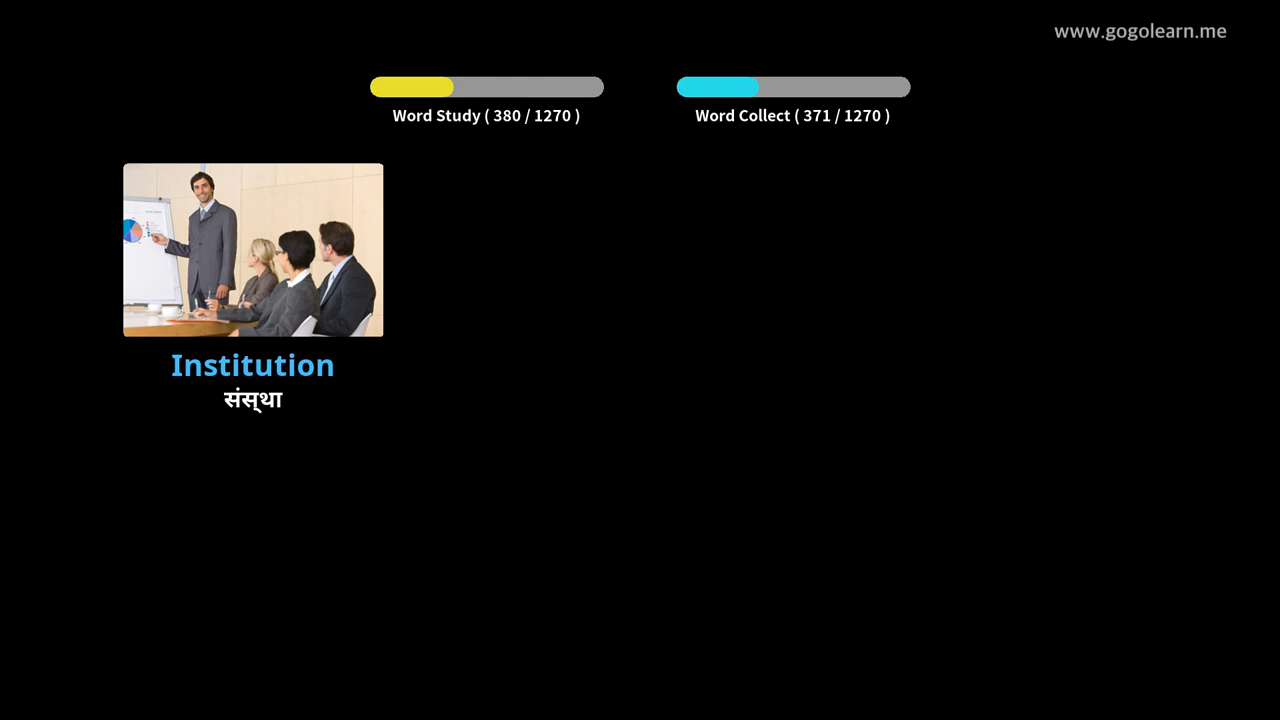 www.gogolearn.me
Word Study ( 380 / 1270 )
Word Collect ( 371 / 1270 )
Institution
संस्था